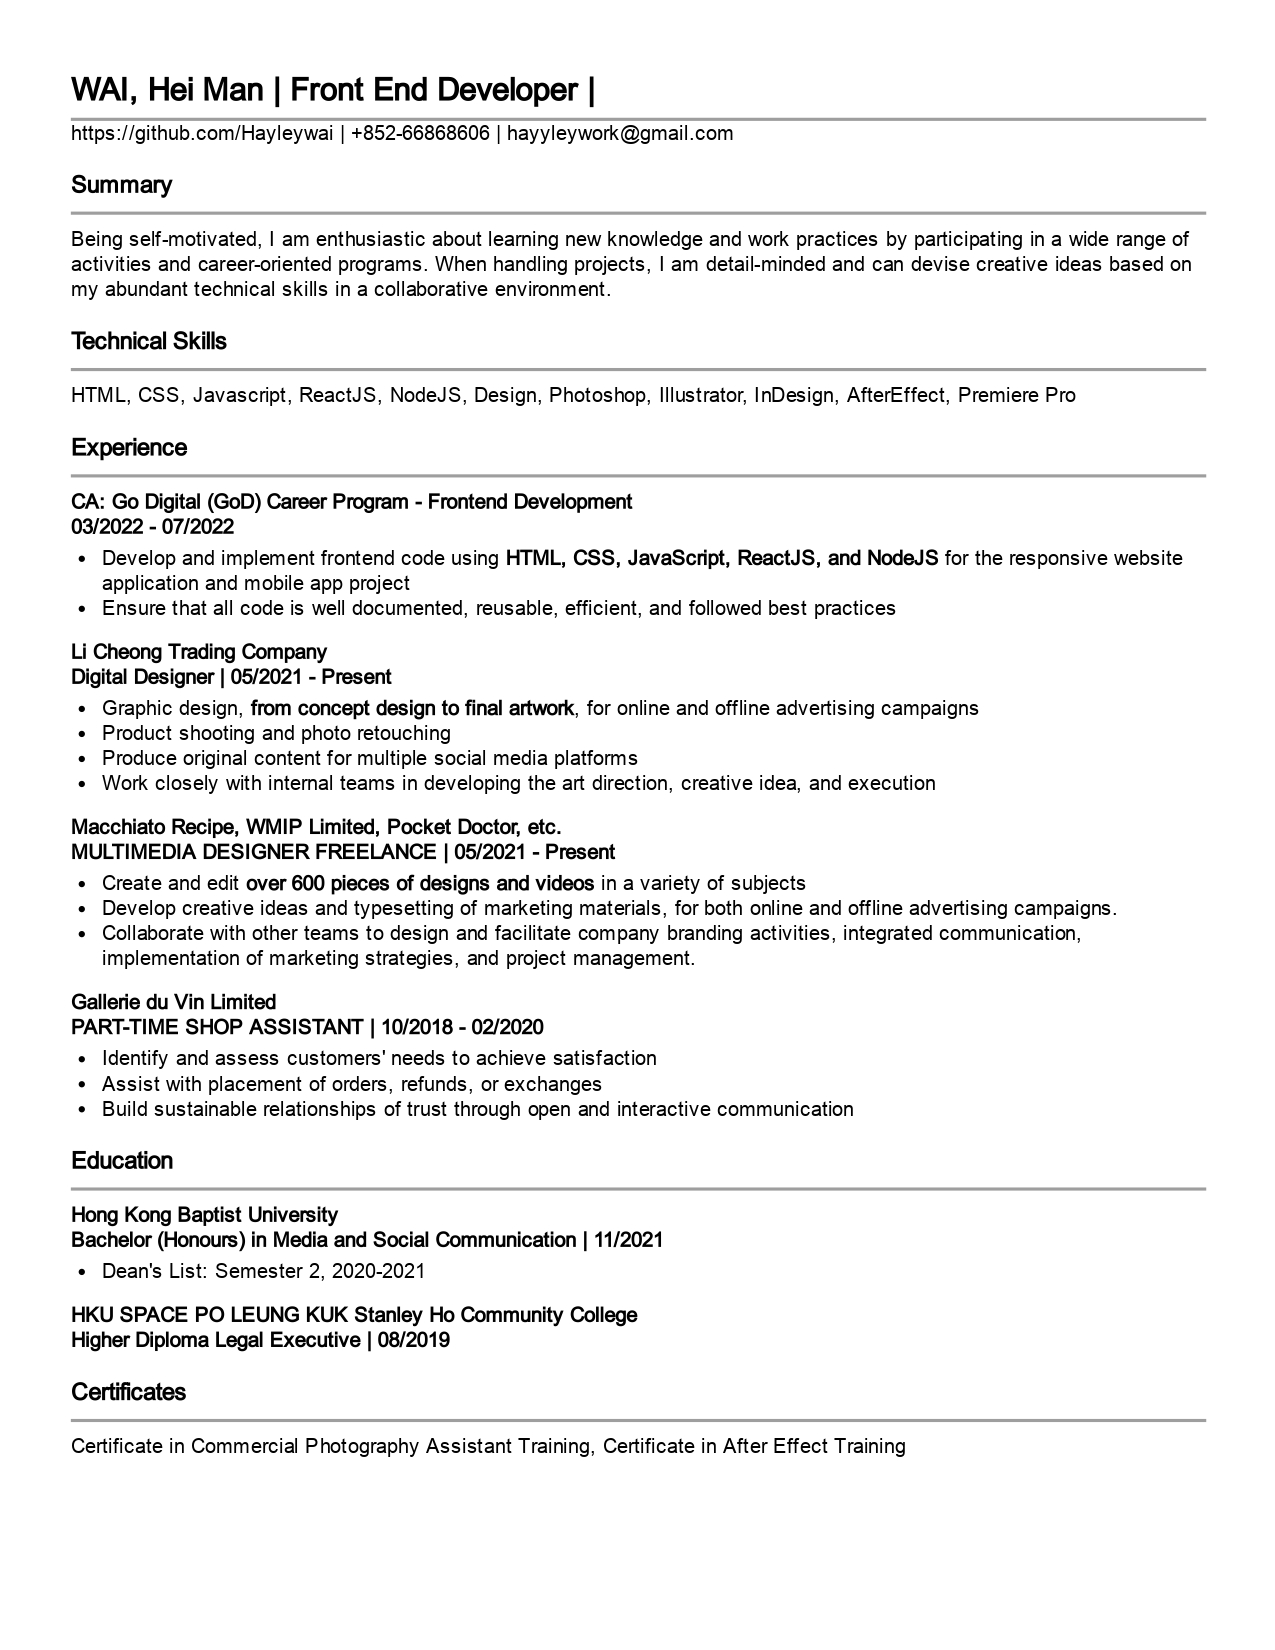 WAI, Hei Man | Front End Developer |
https://github.com/Hayleywai | +852-66868606 | hayyleywork@gmail.com
Summary
Being self-motivated, I am enthusiastic about learning new knowledge and work practices by participating in a wide range of
activities and career-oriented programs. When handling projects, I am detail-minded and can devise creative ideas based on
my abundant technical skills in a collaborative environment.
Technical Skills
HTML, CSS, Javascript, ReactJS, NodeJS, Design, Photoshop, Illustrator, InDesign, AfterEffect, Premiere Pro
Experience
CA: Go Digital (GoD) Career Program - Frontend Development
03/2022 - 07/2022
• Develop and implement frontend code using HTML, CSS, JavaScript, ReactJS, and NodeJS for the responsive website
application and mobile app project
• Ensure that all code is well documented, reusable, efficient, and followed best practices
Li Cheong Trading Company
Digital Designer | 05/2021 - Present
• Graphic design, from concept design to final artwork, for online and offline advertising campaigns
• Product shooting and photo retouching
• Produce original content for multiple social media platforms
• Work closely with internal teams in developing the art direction, creative idea, and execution
Macchiato Recipe, WMIP Limited, Pocket Doctor, etc.
MULTIMEDIA DESIGNER FREELANCE | 05/2021 - Present
• Create and edit over 600 pieces of designs and videos in a variety of subjects
• Develop creative ideas and typesetting of marketing materials, for both online and offline advertising campaigns.
• Collaborate with other teams to design and facilitate company branding activities, integrated communication,
implementation of marketing strategies, and project management.
Gallerie du Vin Limited
PART-TIME SHOP ASSISTANT | 10/2018 - 02/2020
• Identify and assess customers' needs to achieve satisfaction
• Assist with placement of orders, refunds, or exchanges
• Build sustainable relationships of trust through open and interactive communication
Education
Hong Kong Baptist University
Bachelor (Honours) in Media and Social Communication | 11/2021
• Dean's List: Semester 2, 2020-2021
HKU SPACE PO LEUNG KUK Stanley Ho Community College
Higher Diploma Legal Executive | 08/2019
Certificates
Certificate in Commercial Photography Assistant Training, Certificate in After Effect Training